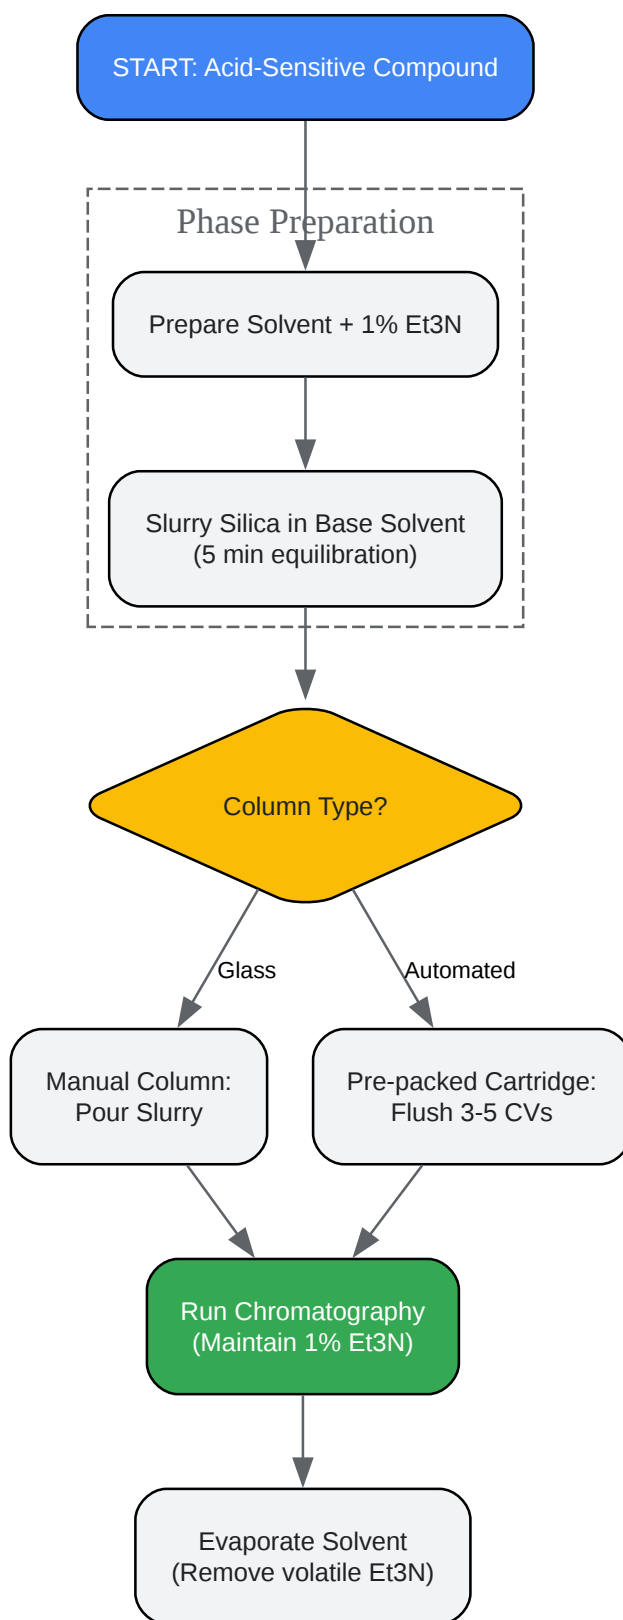 START: Acid-Sensitive Compound
Phase Preparation
Prepare Solvent + 1% Et3N
Slurry Silica in Base Solvent
(5 min equilibration)
Column Type?
Glass
Automated
Manual Column:
Pour Slurry
Pre-packed Cartridge:
Flush 3-5 CVs
Run Chromatography
(Maintain 1% Et3N)
Evaporate Solvent
(Remove volatile Et3N)